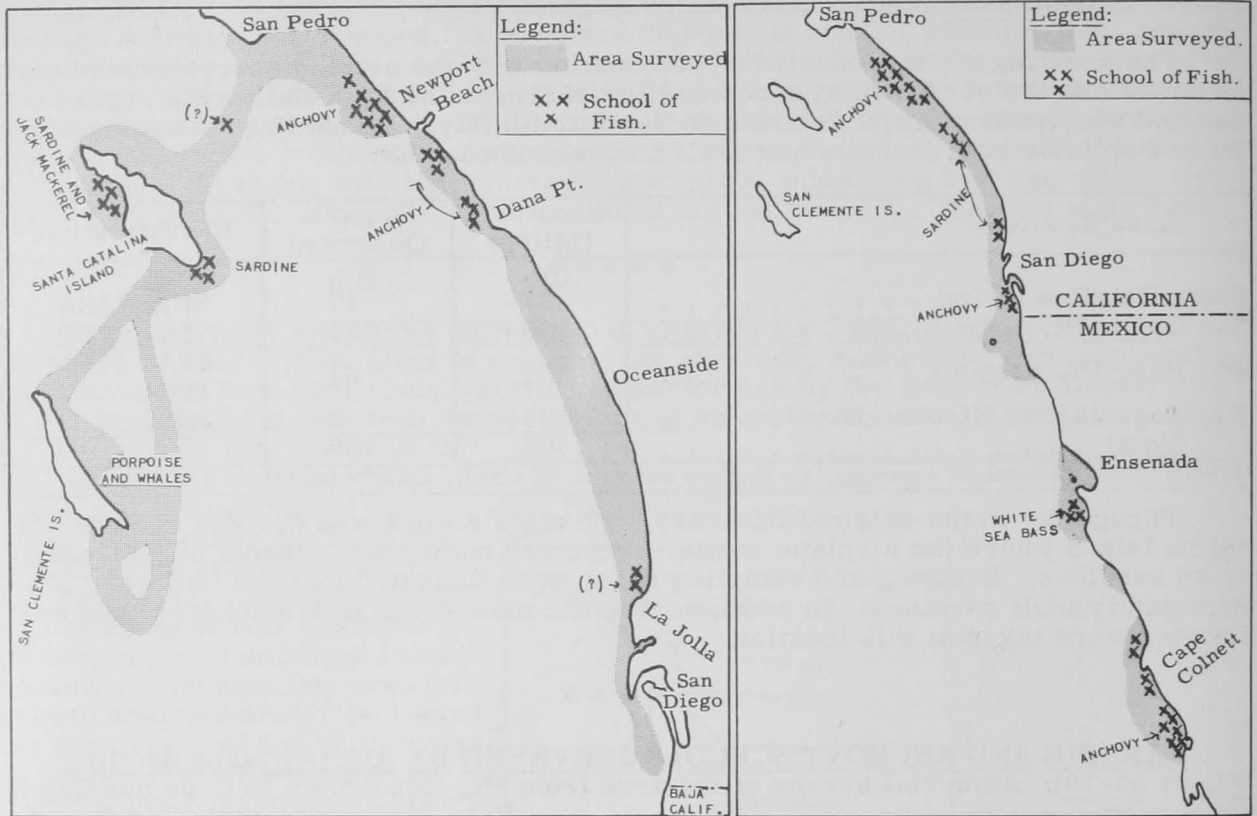 San Pedro
Legend:
Area Surveyed
School of
Fish.
Newport
Beach
(?)
ANCHOVY
SARDINE AND
JACK MACKEREL
Dana Pt.
ANCHOVY
SANTA CATALINA
ISLAND
SARDINE
Oceanside
PORPOISE
AND WHALES
SAN CLEMENTE IS.
(?)
La Jolla
San
Diego
BAJA
CALIF.
San Pedro
Legend:
Area Surveyed.
School of Fish.
ANCHOVY
SAN
CLEMENTE IS.
SARDINE
San Diego
ANCHOVY
CALIFORNIA
MEXICO
Ensenada
WHITE
SEA BASS
Cape
Colnett
ANCHOVY